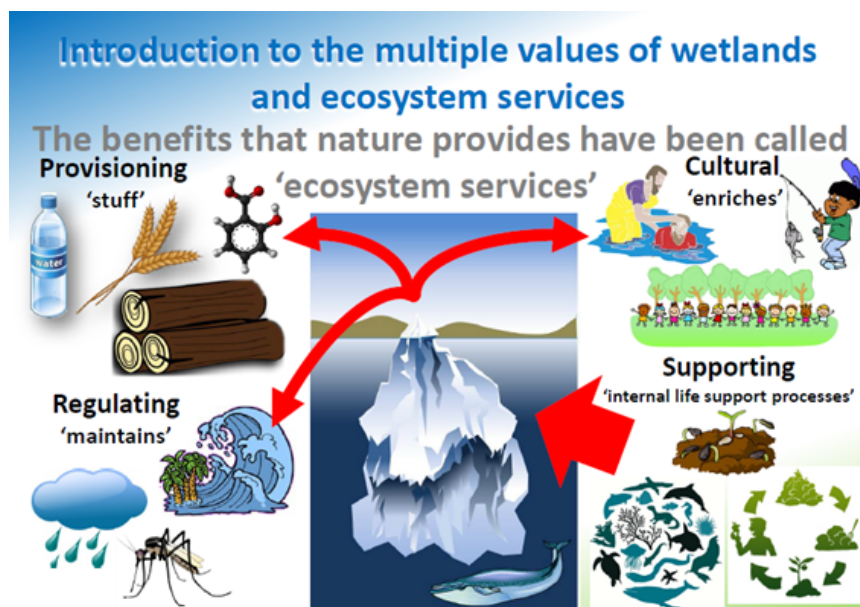 Introduction to the multiple values of wetlands
and ecosystem services
The benefits that nature provides have been called
'ecosystem services'
Provisioning
'stuff'
water
Cultural
'enriches'
Regulating
'maintains'
Supporting
'internal life support processes'